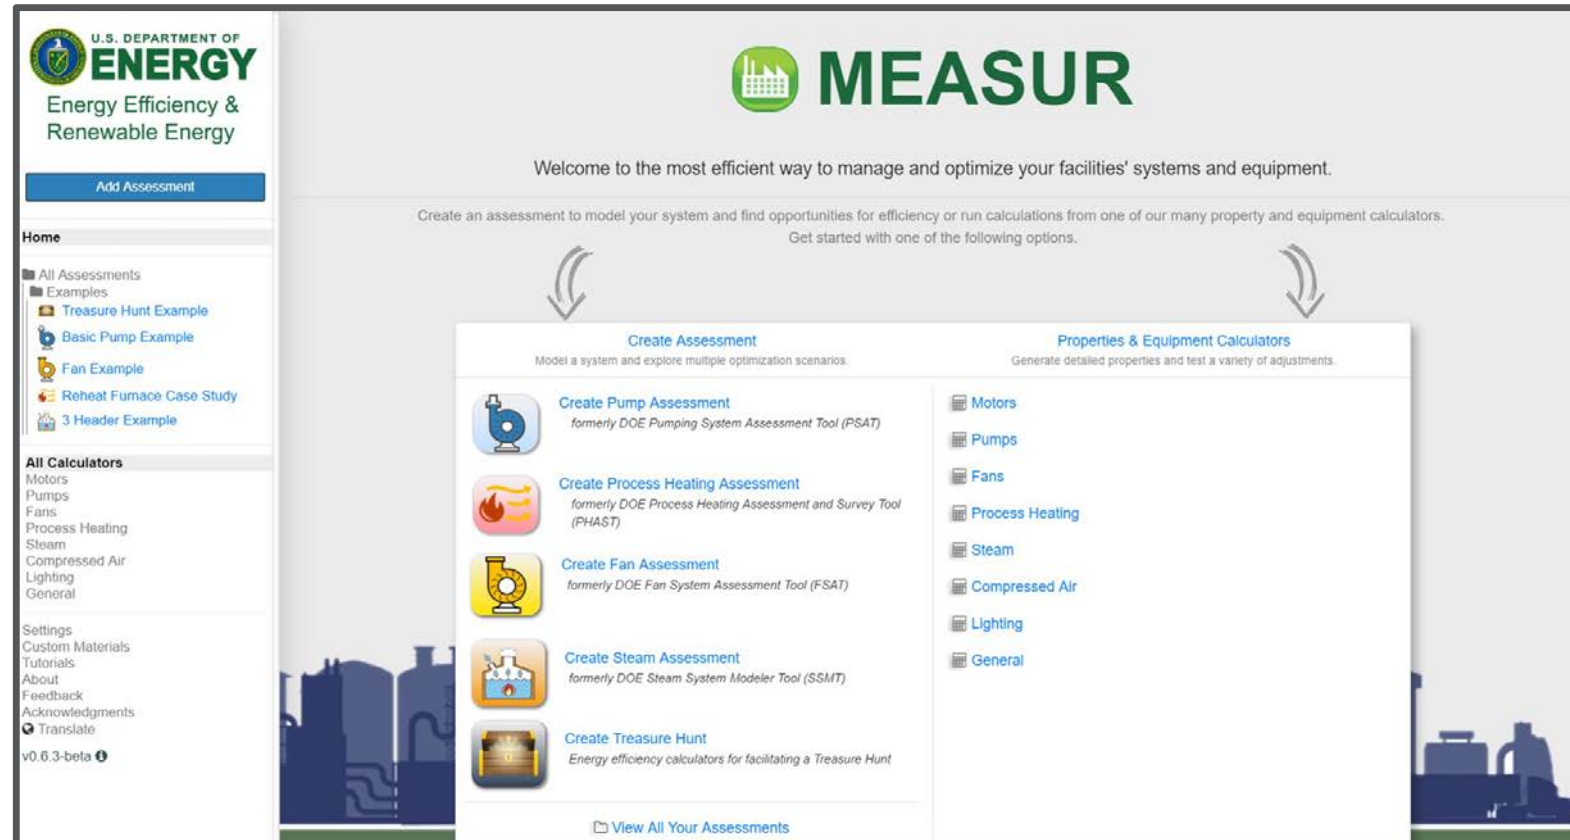 U.S. DEPARTMENT OF
ENERGY
Energy Efficiency &
Renewable Energy
Add Assessment
Home
All Assessments
Examples
Treasure Hunt Example
Basic Pump Example
Fan Example
Reheat Furnace Case Study
3 Header Example
All Calculators
Motors
Pumps
Fans
Process Heating
Steam
Compressed Air
Lighting
General
Settings
Custom Materials
Tutorials
About
Feedback
Acknowledgments
Translate
v0.6.3-beta
MEASUR
Welcome to the most efficient way to manage and optimize your facilities' systems and equipment.
Create an assessment to model your system and find opportunities for efficiency or run calculations from one of our many property and equipment calculators.
Get started with one of the following options.
Create Assessment
Model a system and explore multiple optimization scenarios.
Create Pump Assessment
formerly DOE Pumping System Assessment Tool (PSAT)
Create Process Heating Assessment
formerly DOE Process Heating Assessment and Survey Tool
(PHAST)
Create Fan Assessment
formerly DOE Fan System Assessment Tool (FSAT)
Create Steam Assessment
formerly DOE Steam System Modeler Tool (SSMT)
Create Treasure Hunt
Energy efficiency calculators for facilitating a Treasure Hunt
View All Your Assessments
Properties & Equipment Calculators
Generate detailed properties and test a variety of adjustments.
Motors
Pumps
Fans
Process Heating
Steam
Compressed Air
Lighting
General